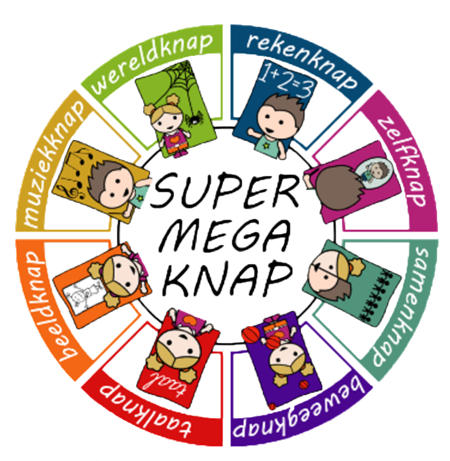 SUPER
MEGA
KNAP
rekenknap
1+2=3
zelfknap
samenknap
beweegknap
taalknap
taal
beeldknap
muziekknap
wereldknap